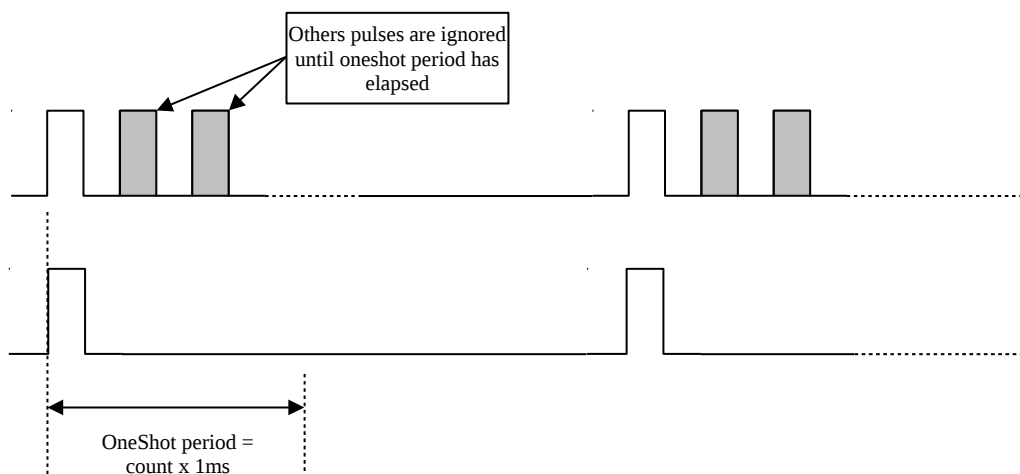 Others pulses are ignored
until oneshot period has
elapsed
OneShot period =
count x 1ms